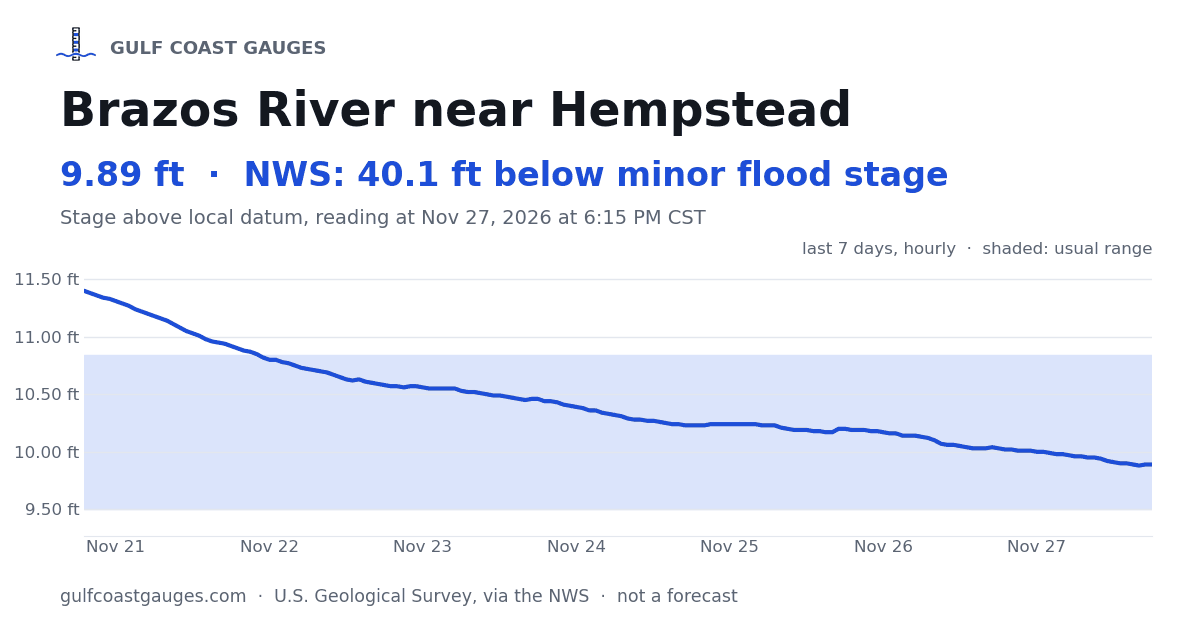 GULF COAST GAUGES
Brazos River near Hempstead
9.89 ft · NWS: 40.1 ft below minor flood stage
Stage above local datum, reading at Nov 27, 2026 at 6:15 PM CST
last 7 days, hourly · shaded: usual range
11.50 ft
11.00 ft
10.50 ft
10.00 ft
9.50 ft
Nov 21 Nov 22 Nov 23 Nov 24 Nov 25 Nov 26 Nov 27
gulfcoastgauges.com · U.S. Geological Survey, via the NWS · not a forecast